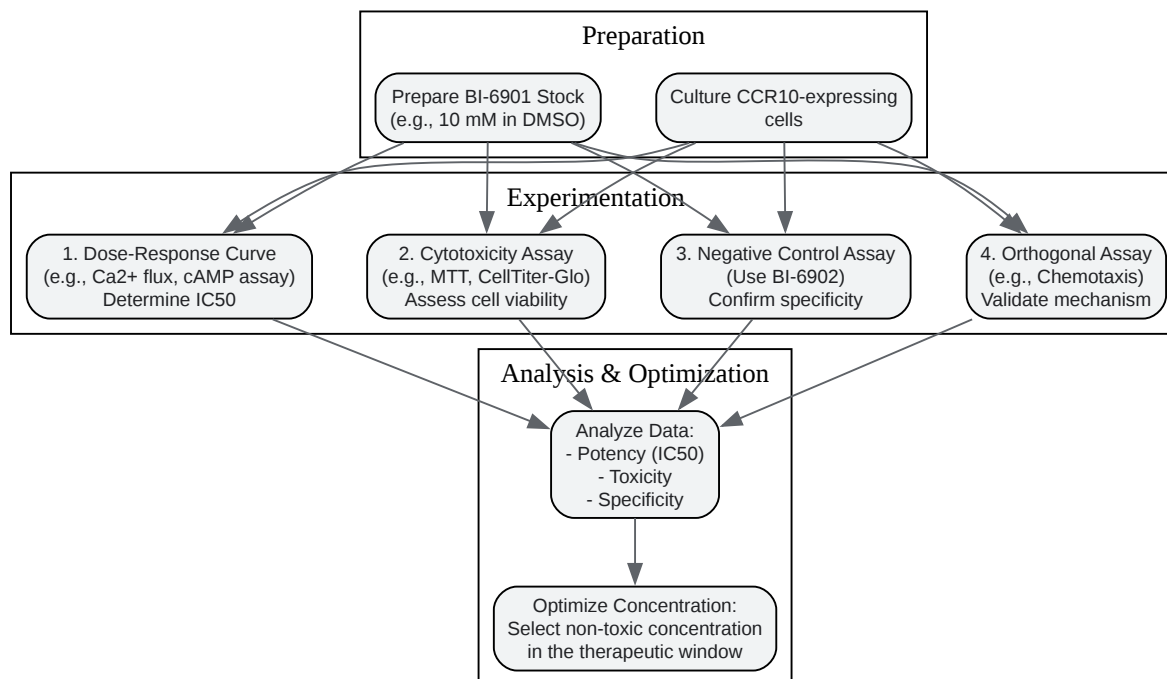 Preparation
Prepare BI-6901 Stock
(e.g., 10 mM in DMSO)
Culture CCR10-expressing
cells
Experimentation
1. Dose-Response Curve
(e.g., Ca2+ flux, cAMP assay)
Determine IC50
2. Cytotoxicity Assay
(e.g., MTT, CellTiter-Glo)
Assess cell viability
3. Negative Control Assay
(Use BI-6902)
Confirm specificity
4. Orthogonal Assay
(e.g., Chemotaxis)
Validate mechanism
Analysis & Optimization
Analyze Data:
- Potency (IC50)
- Toxicity
- Specificity
Optimize Concentration:
Select non-toxic concentration
in the therapeutic window